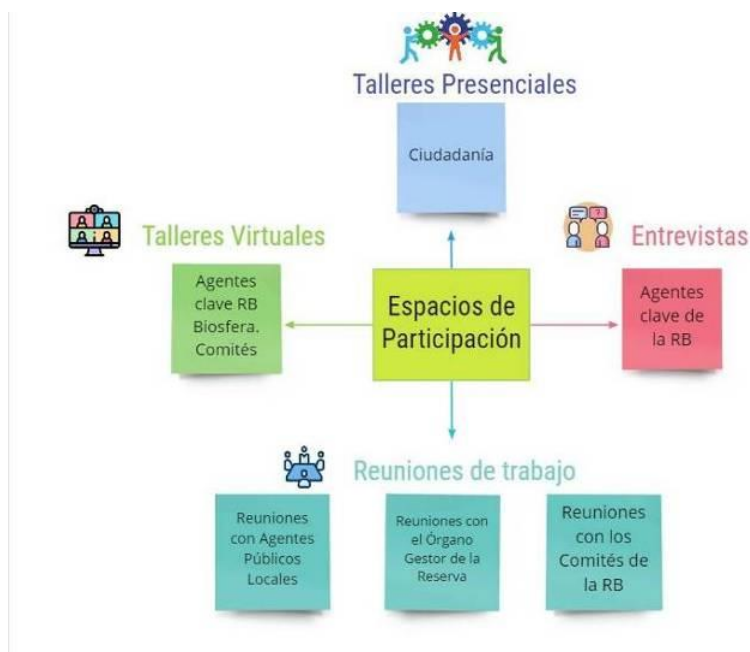 Talleres Presenciales
Ciudadanía
Talleres Virtuales
Agentes
clave RB
Biosfera.
Comités
Espacios de
Participación
Entrevistas
Agentes
clave de
la RB
Reuniones de trabajo
Reuniones
con Agentes
Públicos
Locales
Reuniones con
el Órgano
Gestor de la
Reserva
Reuniones
con los
Comités de
la RB